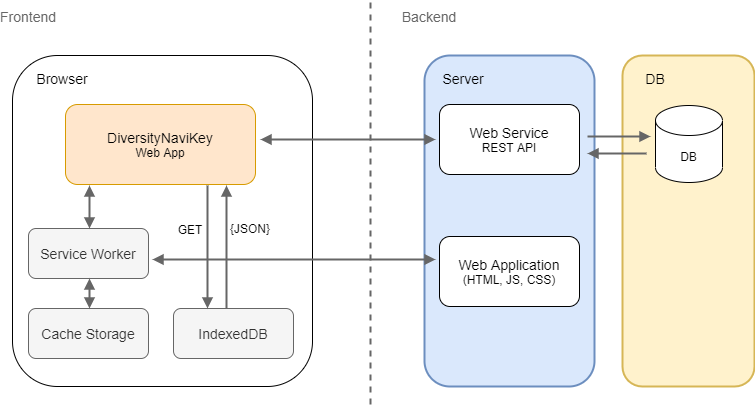 Frontend
Backend
Browser
Server
DB
DiversityNaviKey
Web App
Web Service
REST API
DB
GET
{JSON}
Service Worker
Web Application
(HTML, JS, CSS)
Cache Storage
IndexedDB